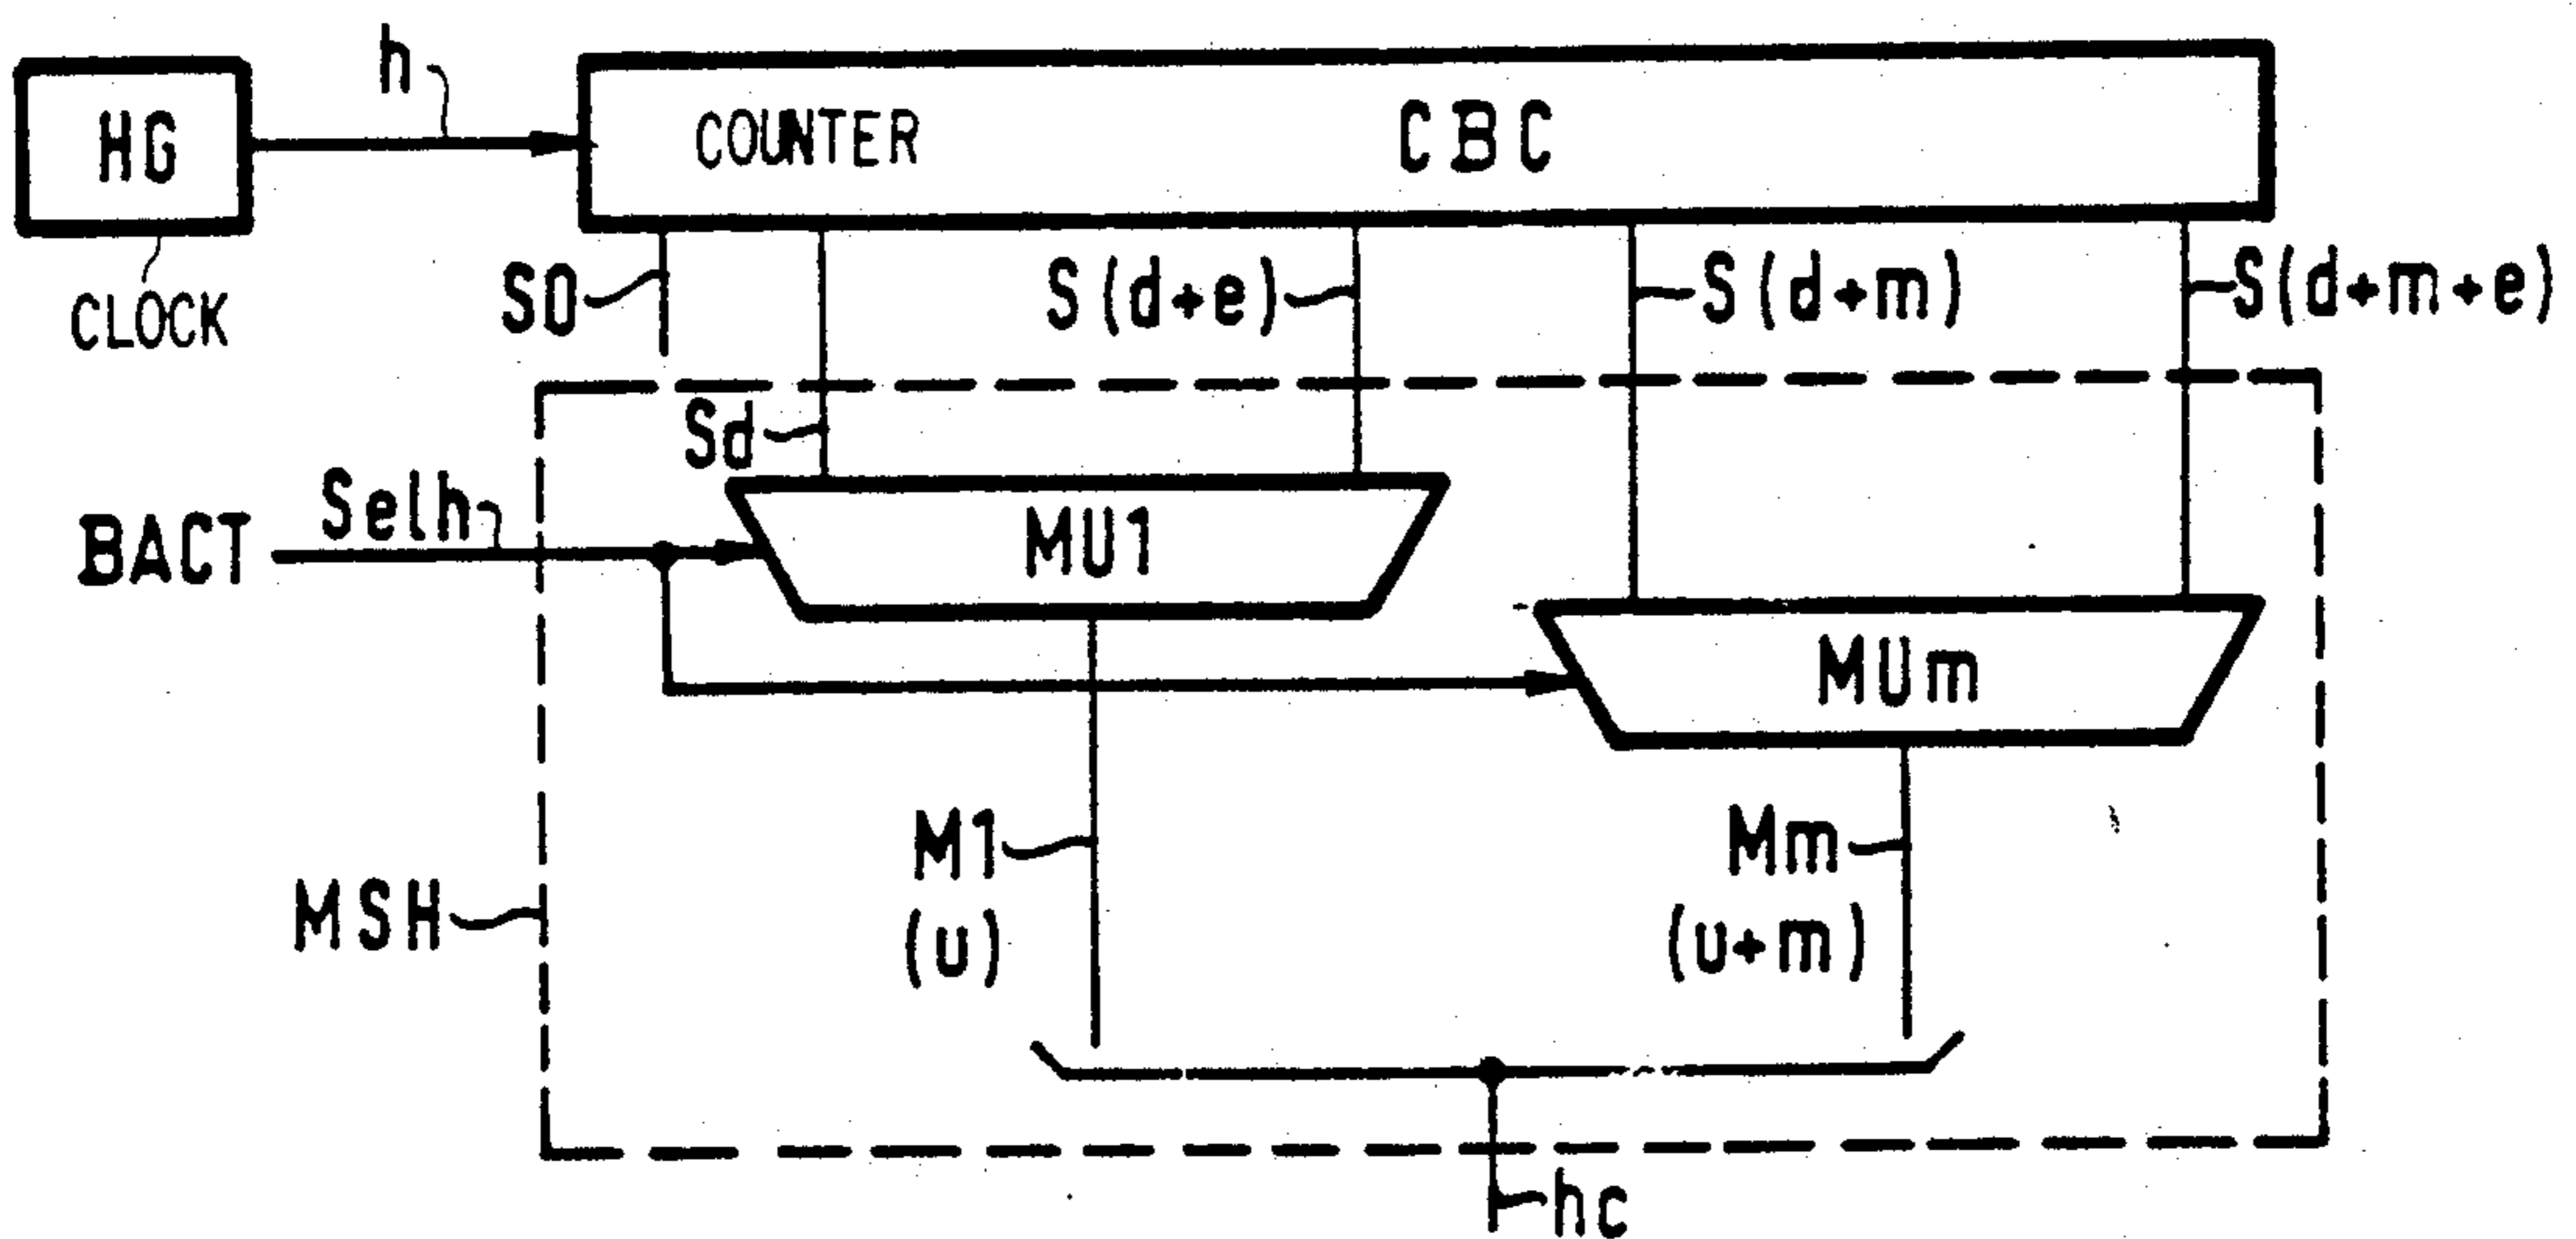 h
HG
COUNTER
CBC
CLOCK
S0
S(d+e)
S(d+m)
S(d+m+e)
Sd
Selh
BACT
MU1
MUm
M1
(u)
Mm
(u+m)
MSH
hc